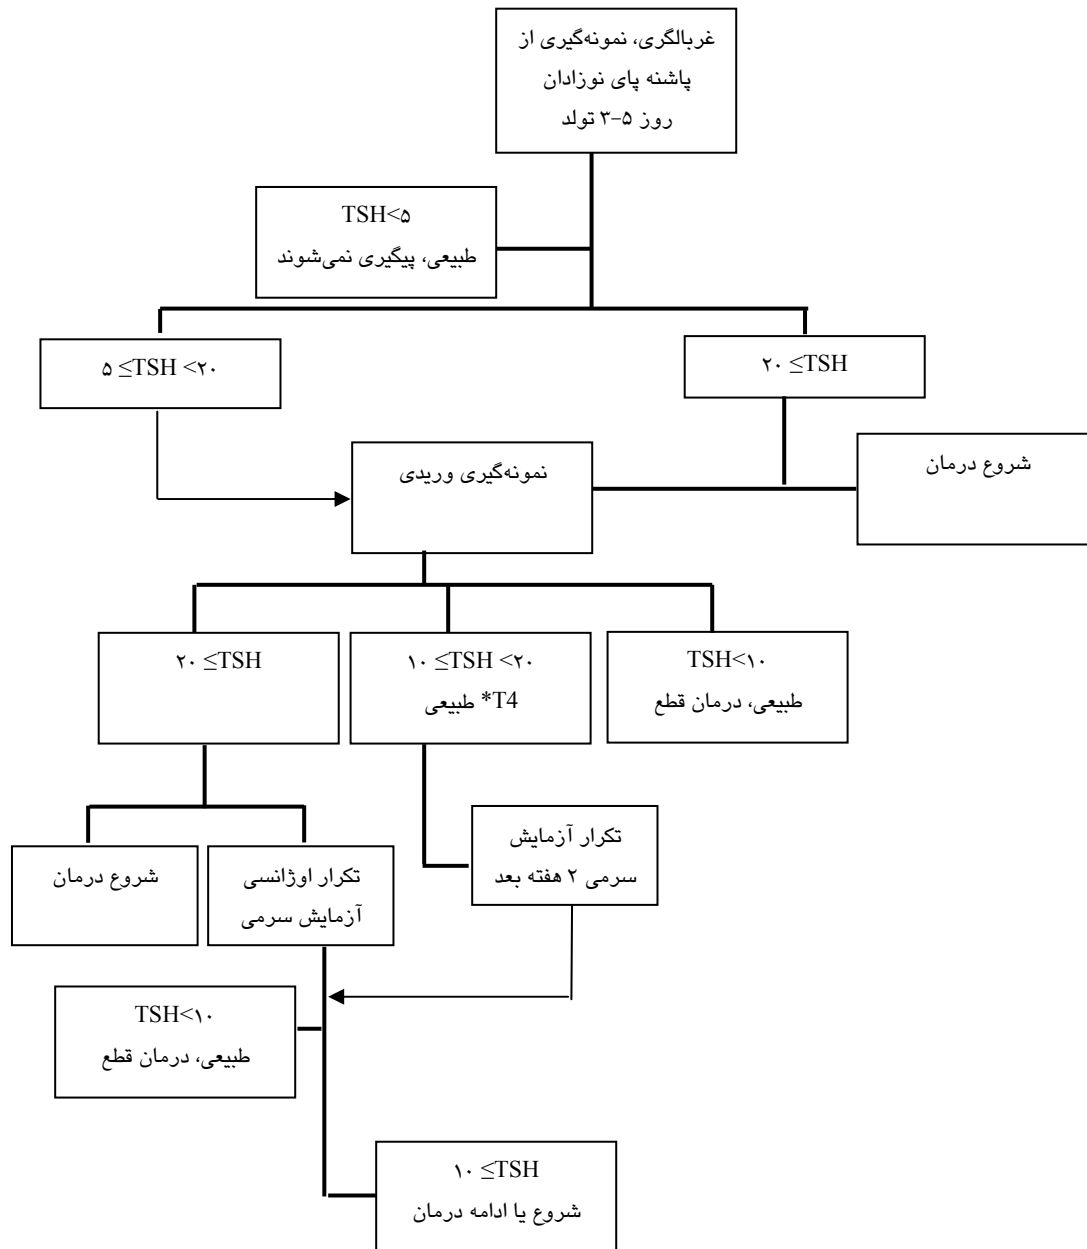 غربالگری، نمونه‌گیری از
پاشنه پای نوزادان
روز ۵-۳ تولد
TSH<۵
طبیعی، پیگیری نمی‌شوند
۵ ≤TSH <۲۰
۲۰ ≤TSH
نمونه‌گیری وریدی
شروع درمان
۲۰ ≤TSH
۱۰ ≤TSH <۲۰
T4* طبیعی
TSH<۱۰
طبیعی، درمان قطع
شروع درمان
تکرار اوژانسی
آزمایش سرمی
تکرار آزمایش
سرمی ۲ هفته بعد
TSH<۱۰
طبیعی، درمان قطع
۱۰ ≤TSH
شروع یا ادامه درمان